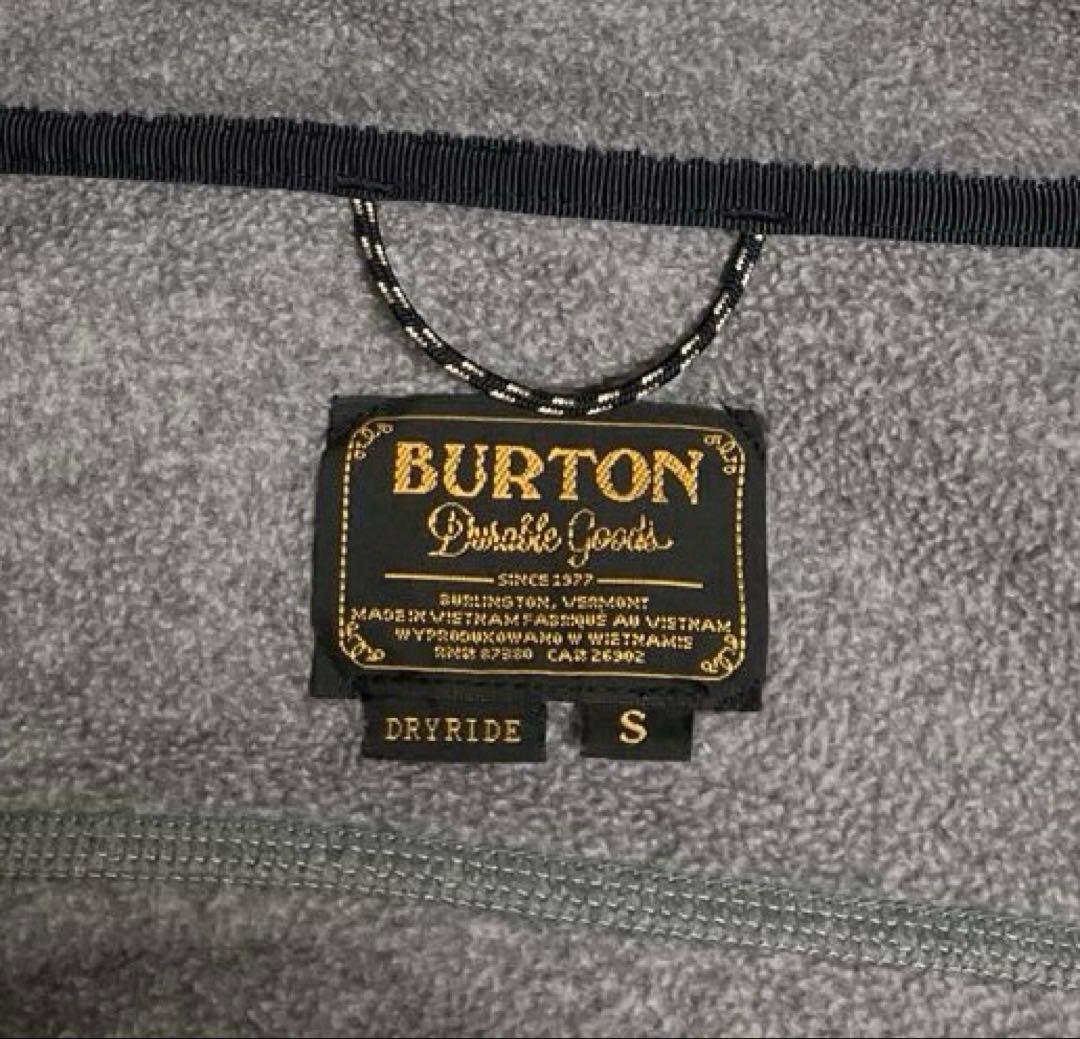 BURTON
Durable Goods
SINCE 1977
BURLINGTON, VERMONT
MADE IN VIETNAM FABRIQUÉ AU VIETNAM
WYPRODUKOWANO W WIETNAMIE
RN# 87380 CA# 26902
DRYRIDE
S